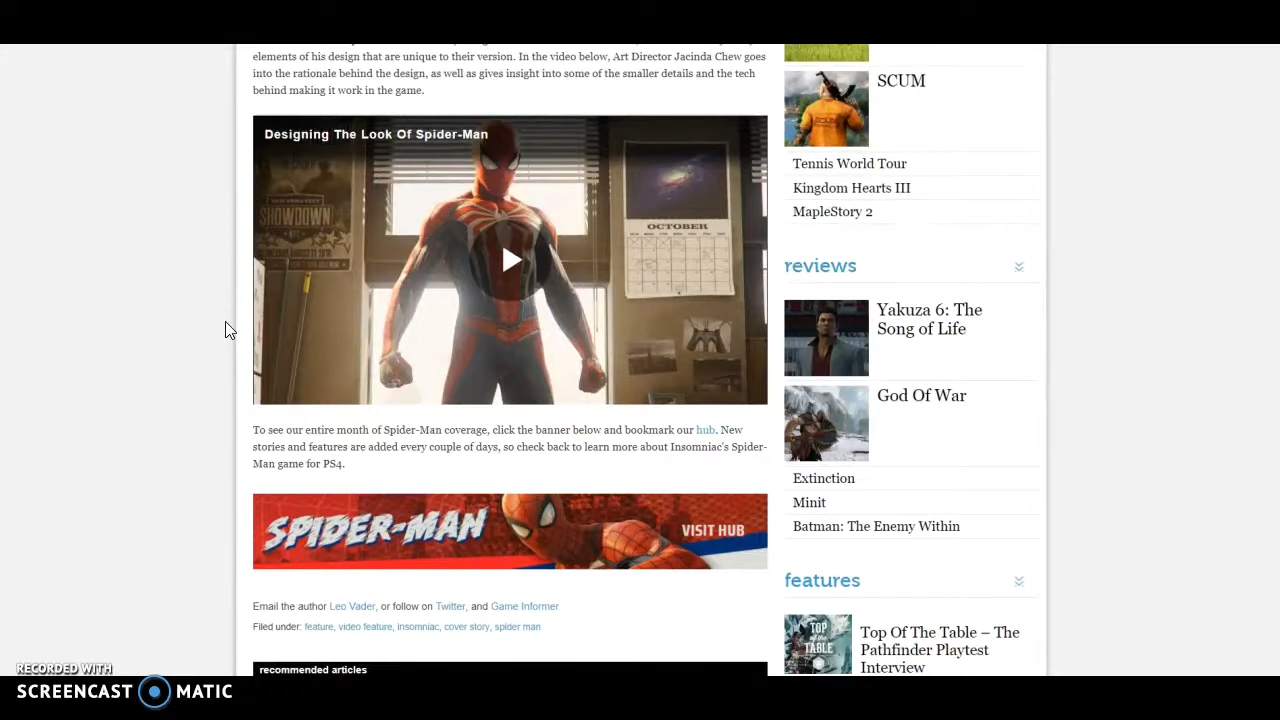 elements of his design that are unique to their version. In the video below, Art Director Jacinda Chew goes
into the rationale behind the design, as well as gives insight into some of the smaller details and the tech
behind making it work in the game.
Designing The Look Of Spider-Man
SHOWDOWN
OCTOBER
To see our entire month of Spider-Man coverage, click the banner below and bookmark our hub. New
stories and features are added every couple of days, so check back to learn more about Insomniac's Spider-
Man game for PS4.
SPIDER-MAN
VISIT HUB
Email the author Leo Vader, or follow on Twitter, and Game Informer
Filed under: feature, video feature, insomniac, cover story, spider man
recommended articles
SCUM
Tennis World Tour
Kingdom Hearts III
MapleStory 2
reviews
Yakuza 6: The
Song of Life
God Of War
Extinction
Minit
Batman: The Enemy Within
features
TOP
of the
TABLE
Top Of The Table – The
Pathfinder Playtest
Interview
RECORDED WITH
SCREENCAST MATIC